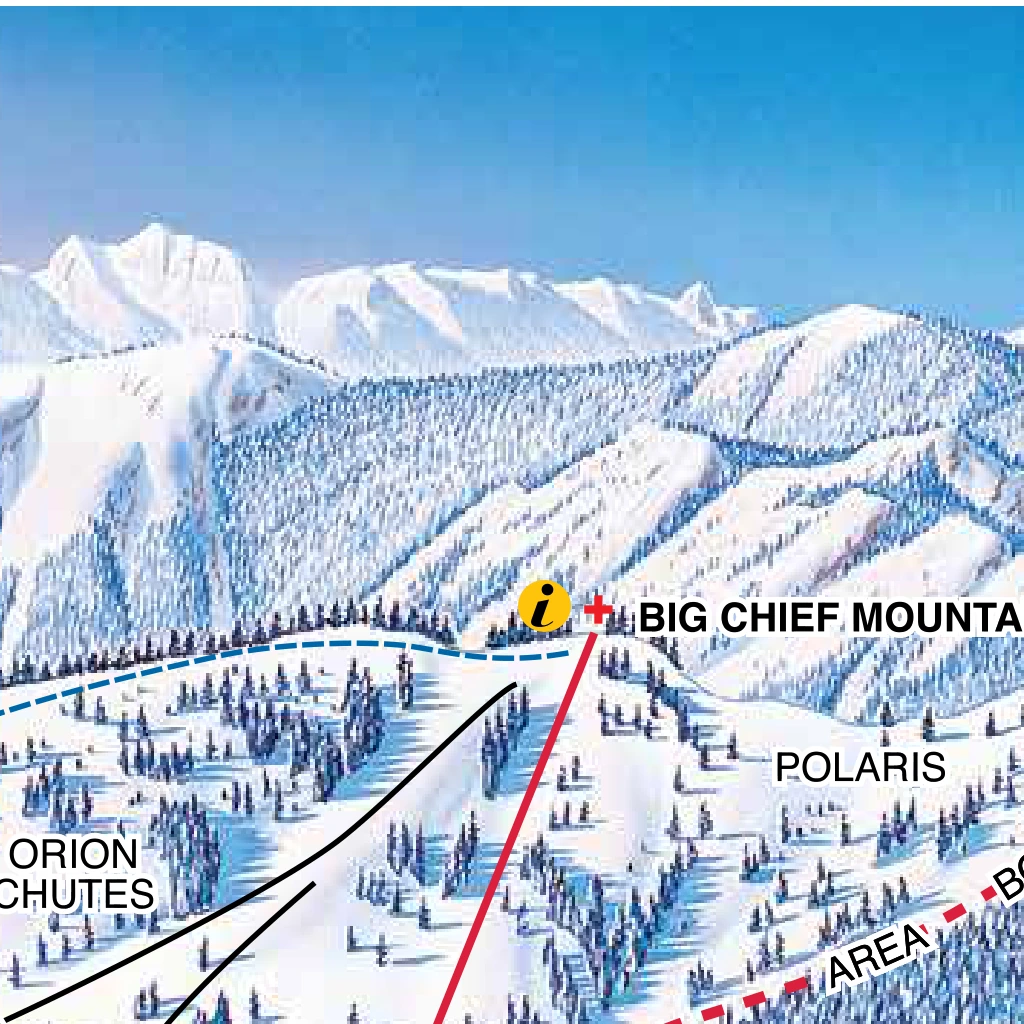 i
BIG CHIEF MOUNTA
POLARIS
ORION
CHUTES
AREA
BO